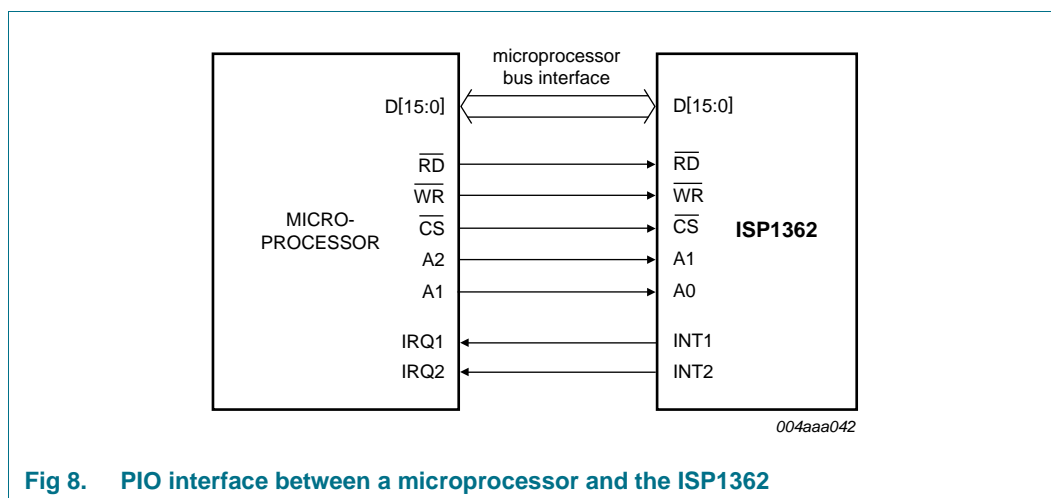 microprocessor
bus interface
D[15:0] D[15:0]
RD RD
WR WR
MICRO-
PROCESSOR
CS CS
ISP1362
A2 A1
A1 A0
IRQ1 INT1
IRQ2 INT2
004aaa042
Fig 8. PIO interface between a microprocessor and the ISP1362